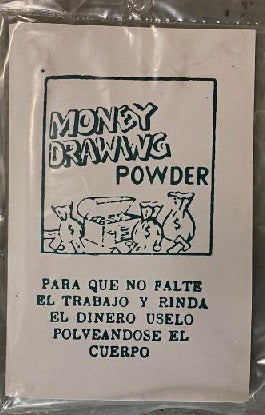 MONEY
DRAWING
POWDER
$ $ $
PARA QUE NO FALTE
EL TRABAJO Y RINDA
EL DINERO USELO
POLVEANDOSE EL
CUERPO